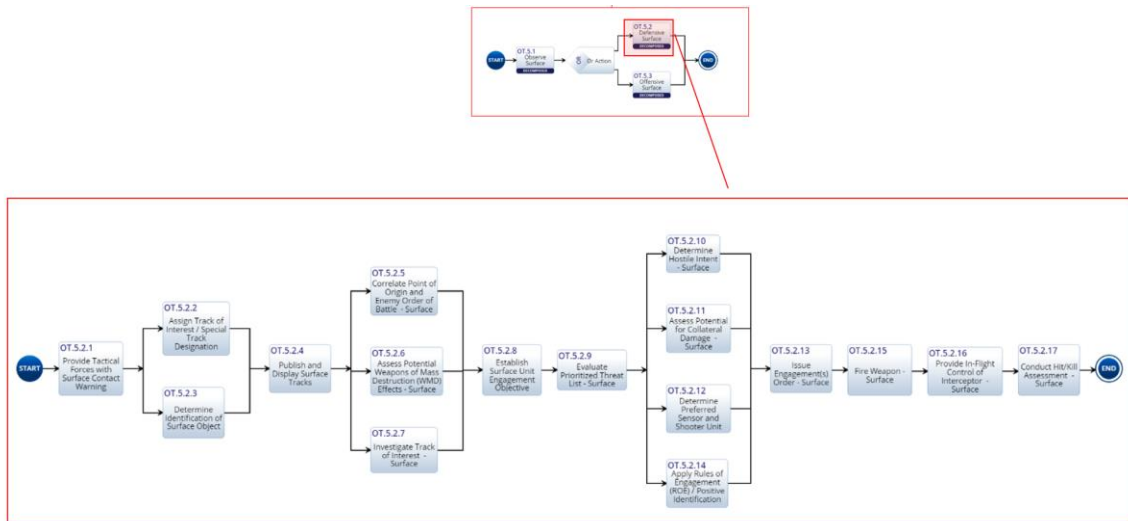 START
OT.5.1
Observe
Surface
DECOMPOSED
OR
Dr Action
OT.5.2
Defensive
Surface
DECOMPOSED
OT.5.3
Offensive
Surface
DECOMPOSED
END
START
OT.5.2.1
Provide Tactical
Forces with
Surface Contact
Warning
OT.5.2.2
Assign Track of
Interest / Special
Track
Designation
OT.5.2.3
Determine
Identification of
Surface Object
OT.5.2.4
Publish and
Display Surface
Tracks
OT.5.2.5
Correlate Point of
Origin and
Enemy Order of
Battle - Surface
OT.5.2.6
Assess Potential
Weapons of Mass
Destruction (WMD)
Effects - Surface
OT.5.2.7
Investigate Track
of Interest -
Surface
OT.5.2.8
Establish
Surface Unit
Engagement
Objective
OT.5.2.9
Evaluate
Prioritized Threat
List - Surface
OT.5.2.10
Determine
Hostile Intent
- Surface
OT.5.2.11
Assess Potential
for Collateral
Damage -
Surface
OT.5.2.12
Determine
Preferred
Sensor and
Shooter Unit
OT.5.2.14
Apply Rules of
Engagement
(ROE) / Positive
Identification
OT.5.2.13
Issue
Engagement(s)
Order - Surface
OT.5.2.15
Fire Weapon -
Surface
OT.5.2.16
Provide In-Flight
Control of
Interceptor -
Surface
OT.5.2.17
Conduct Hit/Kill
Assessment -
Surface
END